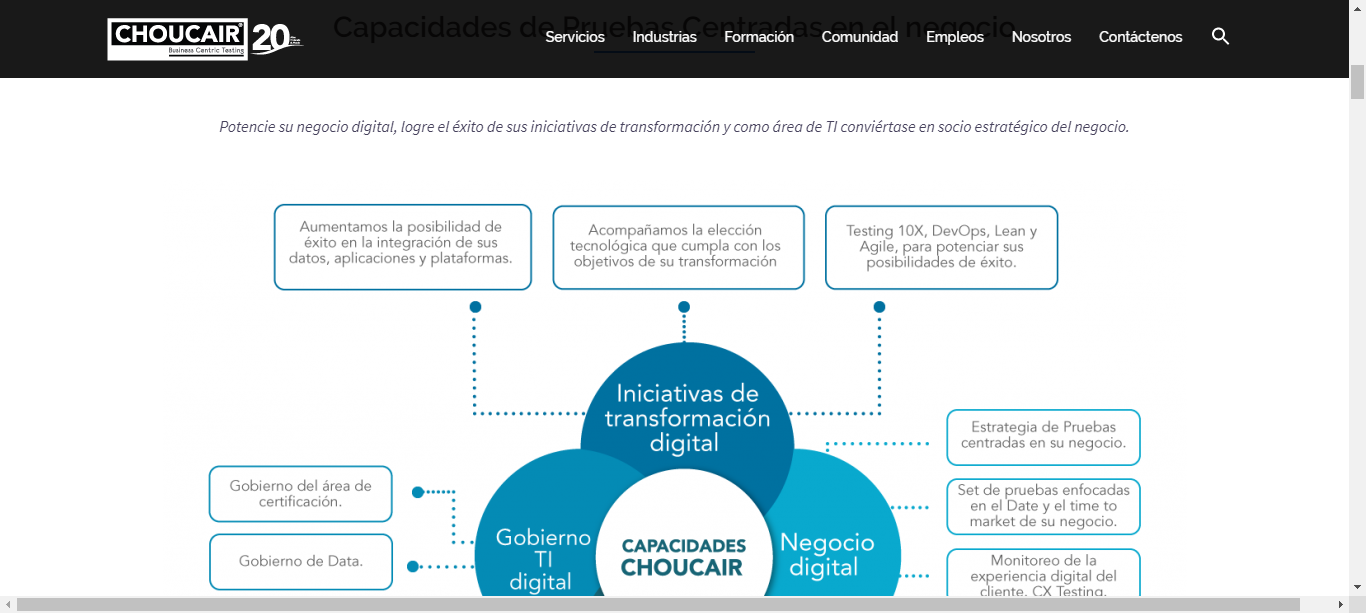 Capacidades de Pruebas Centradas en el negocio
CHOUCAIR®
Business Centric Testing
20
Servicios Industrias Formación Comunidad Empleos Nosotros Contáctenos
Potencie su negocio digital, logre el éxito de sus iniciativas de transformación y como área de TI conviértase en socio estratégico del negocio.
Aumentamos la posibilidad de
éxito en la integración de sus
datos, aplicaciones y plataformas.
Acompañamos la elección
tecnológica que cumpla con los
objetivos de su transformación
Testing 10X, DevOps, Lean y
Agile, para potenciar sus
posibilidades de éxito.
Iniciativas de
transformación
digital
Estrategia de Pruebas
centradas en su negocio.
Gobierno del área de
certificación.
Set de pruebas enfocadas
en el Date y el time to
market de su negocio.
Gobierno de Data.
Gobierno
TI
digital
CAPACIDADES
CHOUCAIR
Negocio
digital
Monitoreo de la
experiencia digital del
cliente. CX Testing.